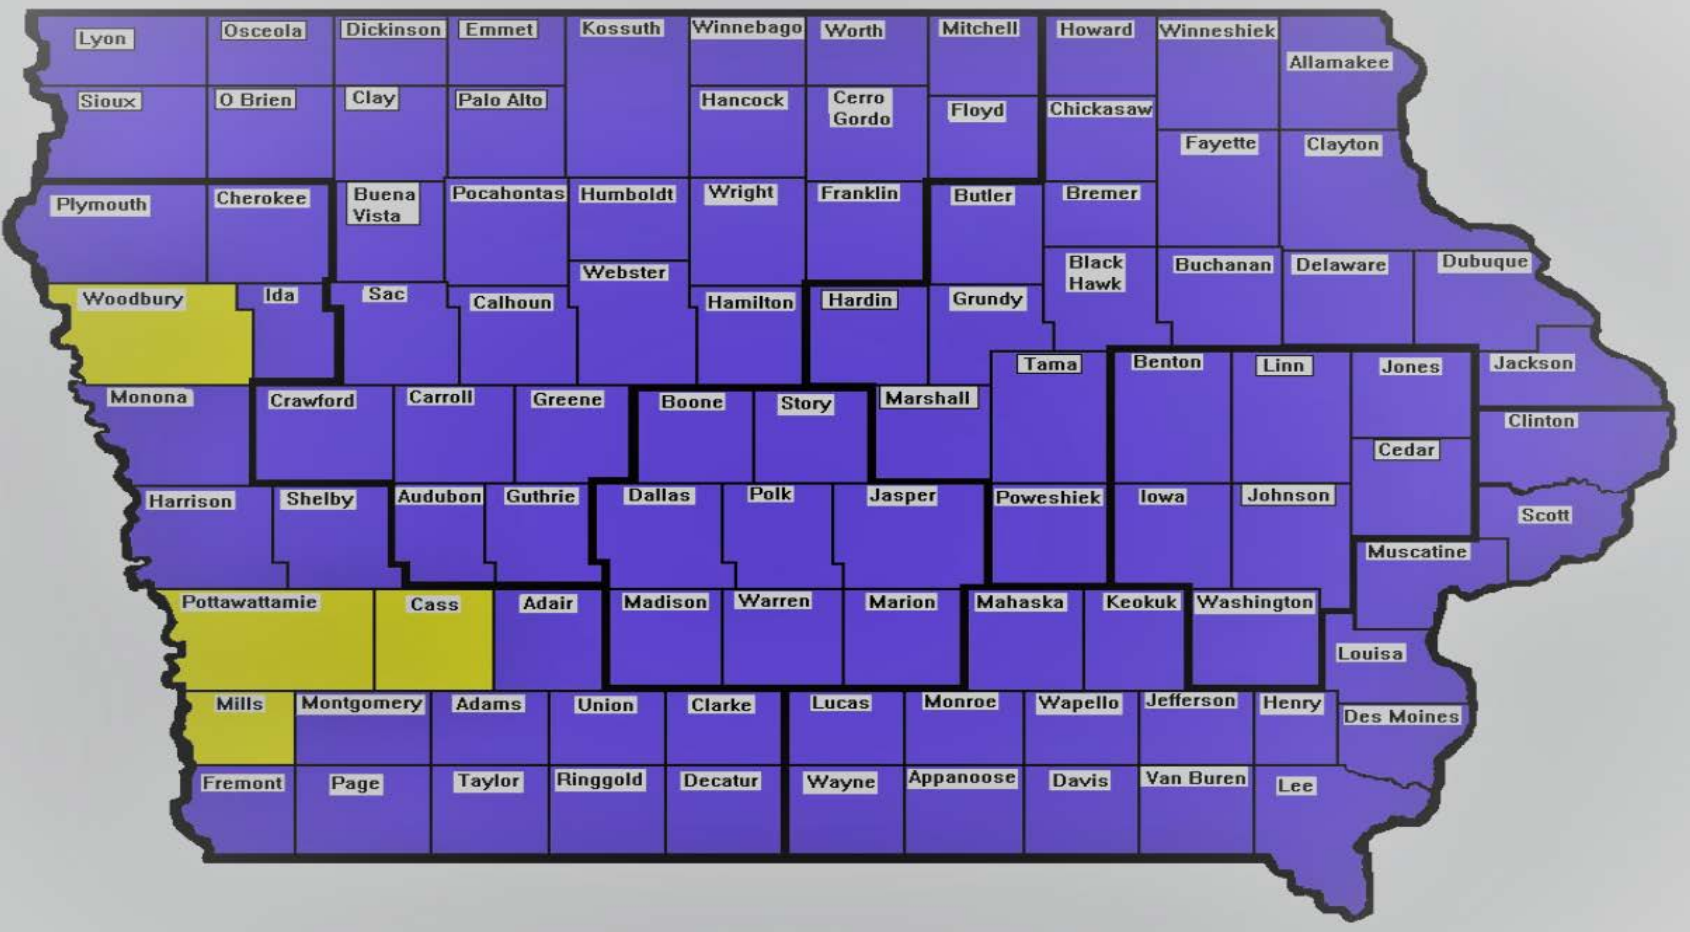 Lyon
Osceola
Dickinson
Emmet
Kossuth
Winnebago
Worth
Mitchell
Howard
Winneshiek
Allamakee
Sioux
O Brien
Clay
Palo Alto
Hancock
Cerro
Gordo
Floyd
Chickasaw
Fayette
Clayton
Plymouth
Cherokee
Buena
Vista
Pocahontas
Humboldt
Wright
Franklin
Butler
Bremer
Woodbury
Ida
Sac
Calhoun
Webster
Hamilton
Hardin
Grundy
Black
Hawk
Buchanan
Delaware
Dubuque
Monona
Crawford
Carroll
Greene
Boone
Story
Marshall
Tama
Benton
Linn
Jones
Jackson
Clinton
Cedar
Harrison
Shelby
Audubon
Guthrie
Dallas
Polk
Jasper
Poweshiek
Iowa
Johnson
Scott
Muscatine
Pottawattamie
Cass
Adair
Madison
Warren
Marion
Mahaska
Keokuk
Washington
Louisa
Mills
Montgomery
Adams
Union
Clarke
Lucas
Monroe
Wapello
Jefferson
Henry
Des Moines
Fremont
Page
Taylor
Ringgold
Decatur
Wayne
Appanoose
Davis
Van Buren
Lee